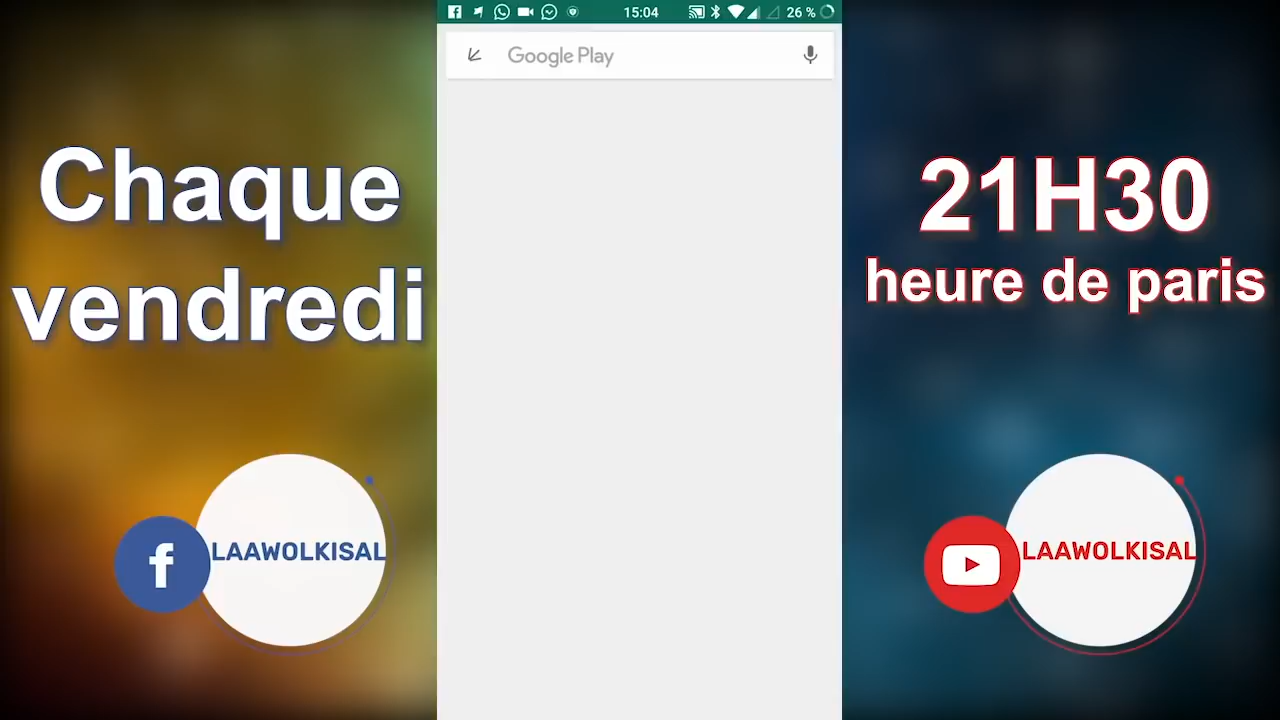 15:04
26 %
Google Play
Chaque
vendredi
21H30
heure de paris
f
LAAWOLKISAL
LAAWOLKISAL